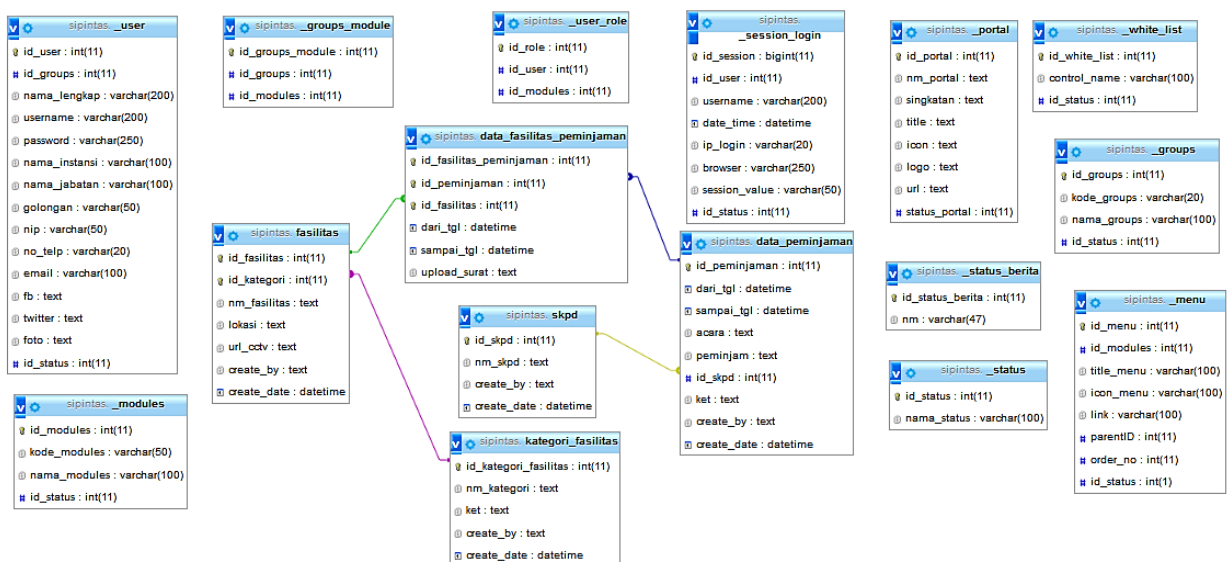 sipintas. _user
id_user : int(11)
id_groups : int(11)
nama_lengkap : varchar(200)
username : varchar(200)
password : varchar(250)
nama_instansi : varchar(100)
nama_jabatan : varchar(100)
golongan : varchar(50)
nip : varchar(50)
no_telp : varchar(20)
email : varchar(100)
fb : text
twitter : text
foto : text
id_status : int(11)
sipintas. _modules
id_modules : int(11)
kode_modules : varchar(50)
nama_modules : varchar(100)
id_status : int(11)
sipintas. _groups_module
id_groups_module : int(11)
id_groups : int(11)
id_modules : int(11)
sipintas. fasilitas
id_fasilitas : int(11)
id_kategori : int(11)
nm_fasilitas : text
lokasi : text
url_cctv : text
create_by : text
create_date : datetime
sipintas. _user_role
id_role : int(11)
id_user : int(11)
id_modules : int(11)
sipintas. data_fasilitas_peminjaman
id_fasilitas_peminjaman : int(11)
id_peminjaman : int(11)
id_fasilitas : int(11)
dari_tgl : datetime
sampai_tgl : datetime
upload_surat : text
sipintas. skpd
id_skpd : int(11)
nm_skpd : text
create_by : text
create_date : datetime
sipintas. kategori_fasilitas
id_kategori_fasilitas : int(11)
nm_kategori : text
ket : text
create_by : text
create_date : datetime
sipintas.
_session_login
id_session : bigint(11)
id_user : int(11)
username : varchar(200)
date_time : datetime
ip_login : varchar(20)
browser : varchar(250)
session_value : varchar(50)
id_status : int(11)
sipintas. data_peminjaman
id_peminjaman : int(11)
dari_tgl : datetime
sampai_tgl : datetime
acara : text
peminjam : text
id_skpd : int(11)
ket : text
create_by : text
create_date : datetime
sipintas. _portal
id_portal : int(11)
nm_portal : text
singkatan : text
title : text
icon : text
logo : text
url : text
status_portal : int(11)
sipintas. _status_berita
id_status_berita : int(11)
nm : varchar(47)
sipintas. _status
id_status : int(11)
nama_status : varchar(100)
sipintas. _white_list
id_white_list : int(11)
control_name : varchar(100)
id_status : int(11)
sipintas. _groups
id_groups : int(11)
kode_groups : varchar(20)
nama_groups : varchar(100)
id_status : int(11)
sipintas. _menu
id_menu : int(11)
id_modules : int(11)
title_menu : varchar(100)
icon_menu : varchar(100)
link : varchar(100)
parentID : int(11)
order_no : int(11)
id_status : int(1)